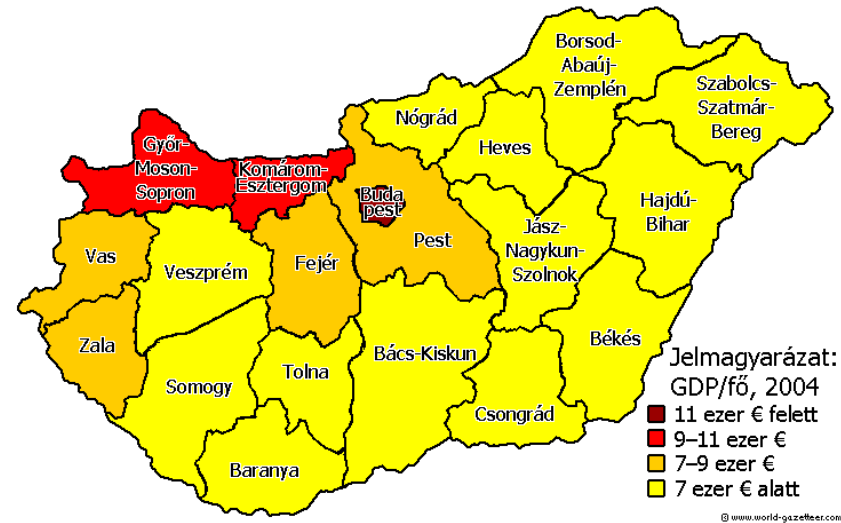 Borsod-
Abaúj-
Zemplén
Szabolcs-
Szatmár-
Bereg
Nógrád
Heves
Győr-
Moson-
Sopron
Komárom-
Esztergom
Buda
pest
Pest
Hajdú-
Bihar
Jász-
Nagykun-
Szolnok
Vas
Veszprém
Fejér
Zala
Somogy
Tolna
Bács-Kiskun
Békés
Csongrád
Baranya
Jelmagyarázat:
GDP/fő, 2004
11 ezer € felett
9–11 ezer €
7–9 ezer €
7 ezer € alatt
© www.world-gazetteer.com